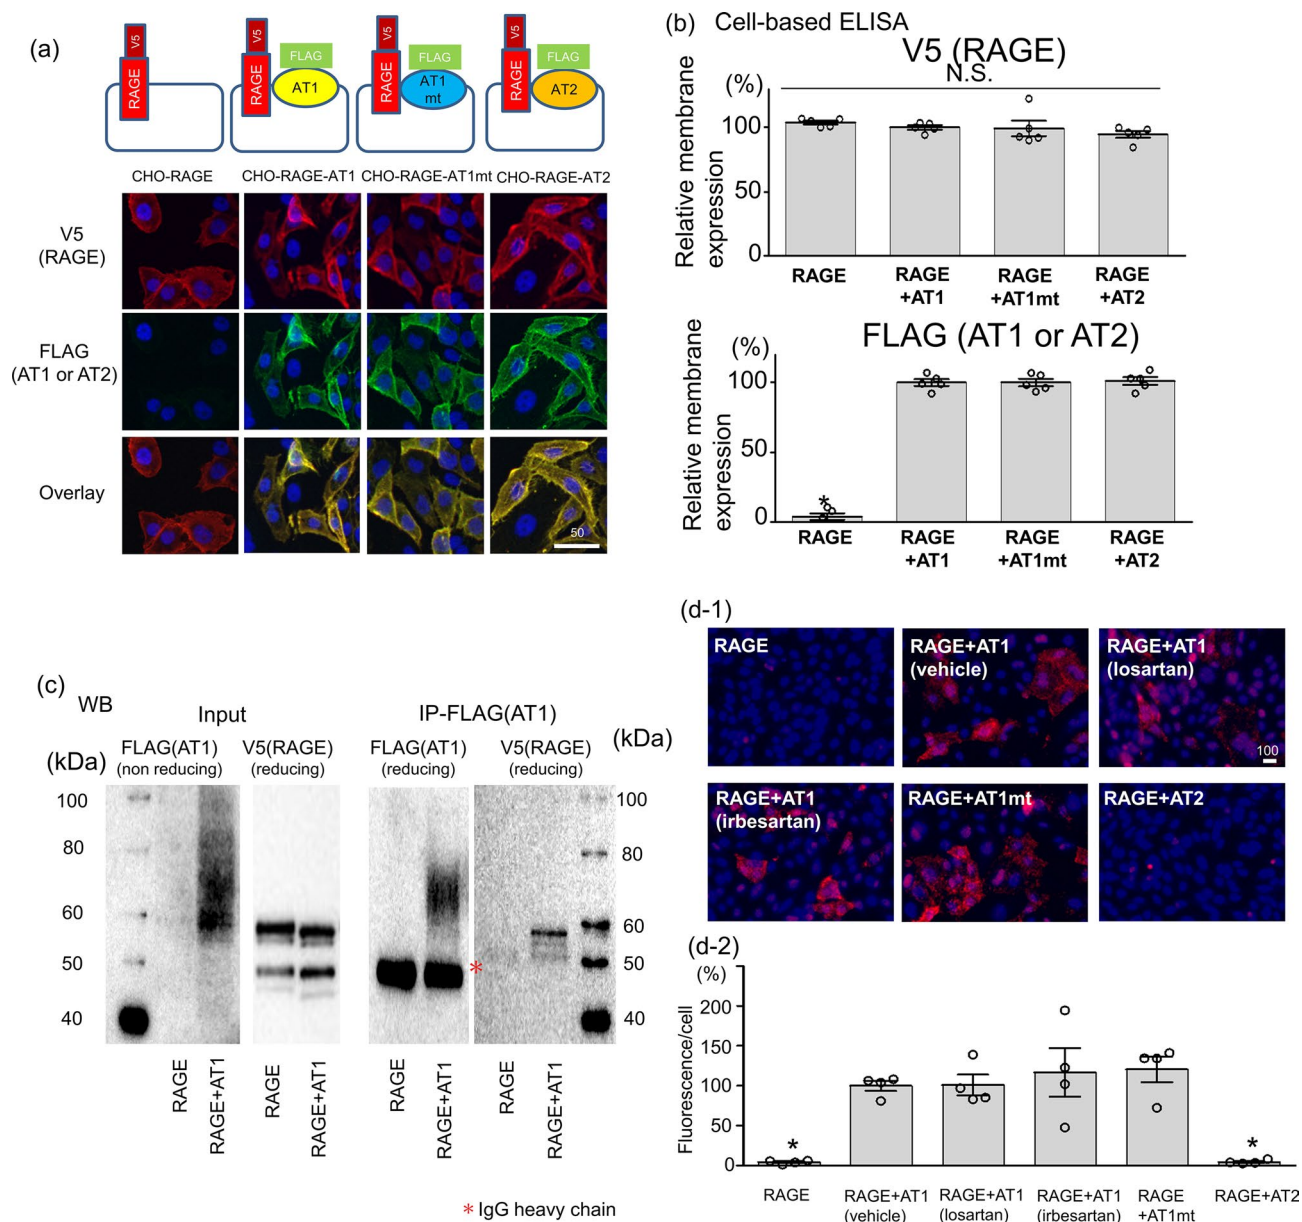 (a)
V5
RAGE
V5
RAGE
FLAG
AT1
V5
RAGE
FLAG
AT1
mt
V5
RAGE
FLAG
AT2
CHO-RAGE
CHO-RAGE-AT1
CHO-RAGE-AT1mt
CHO-RAGE-AT2
V5
(RAGE)
FLAG
(AT1 or AT2)
Overlay
50
(b)
Cell-based ELISA
V5 (RAGE)
N.S.
(%)
Relative membrane
expression
100
50
0
RAGE
RAGE
+AT1
RAGE
+AT1mt
RAGE
+AT2
FLAG (AT1 or AT2)
(%)
Relative membrane
expression
100
50
0
*
RAGE
RAGE
+AT1
RAGE
+AT1mt
RAGE
+AT2
(c)
WB
Input
IP-FLAG(AT1)
(kDa)
FLAG(AT1)
(non reducing)
V5(RAGE)
(reducing)
FLAG(AT1)
(reducing)
V5(RAGE)
(reducing)
(kDa)
100
80
60
50
40
100
80
60
50
40
*
RAGE
RAGE+AT1
RAGE
RAGE+AT1
RAGE
RAGE+AT1
RAGE
RAGE+AT1
* IgG heavy chain
(d-1)
RAGE
RAGE+AT1
(vehicle)
RAGE+AT1
(losartan)
100
RAGE+AT1
(irbesartan)
RAGE+AT1mt
RAGE+AT2
(d-2)
(%)
Fluorescence/cell
200
150
100
50
0
*
*
RAGE
RAGE+AT1
(vehicle)
RAGE+AT1
(losartan)
RAGE+AT1
(irbesartan)
RAGE
+AT1mt
RAGE+AT2